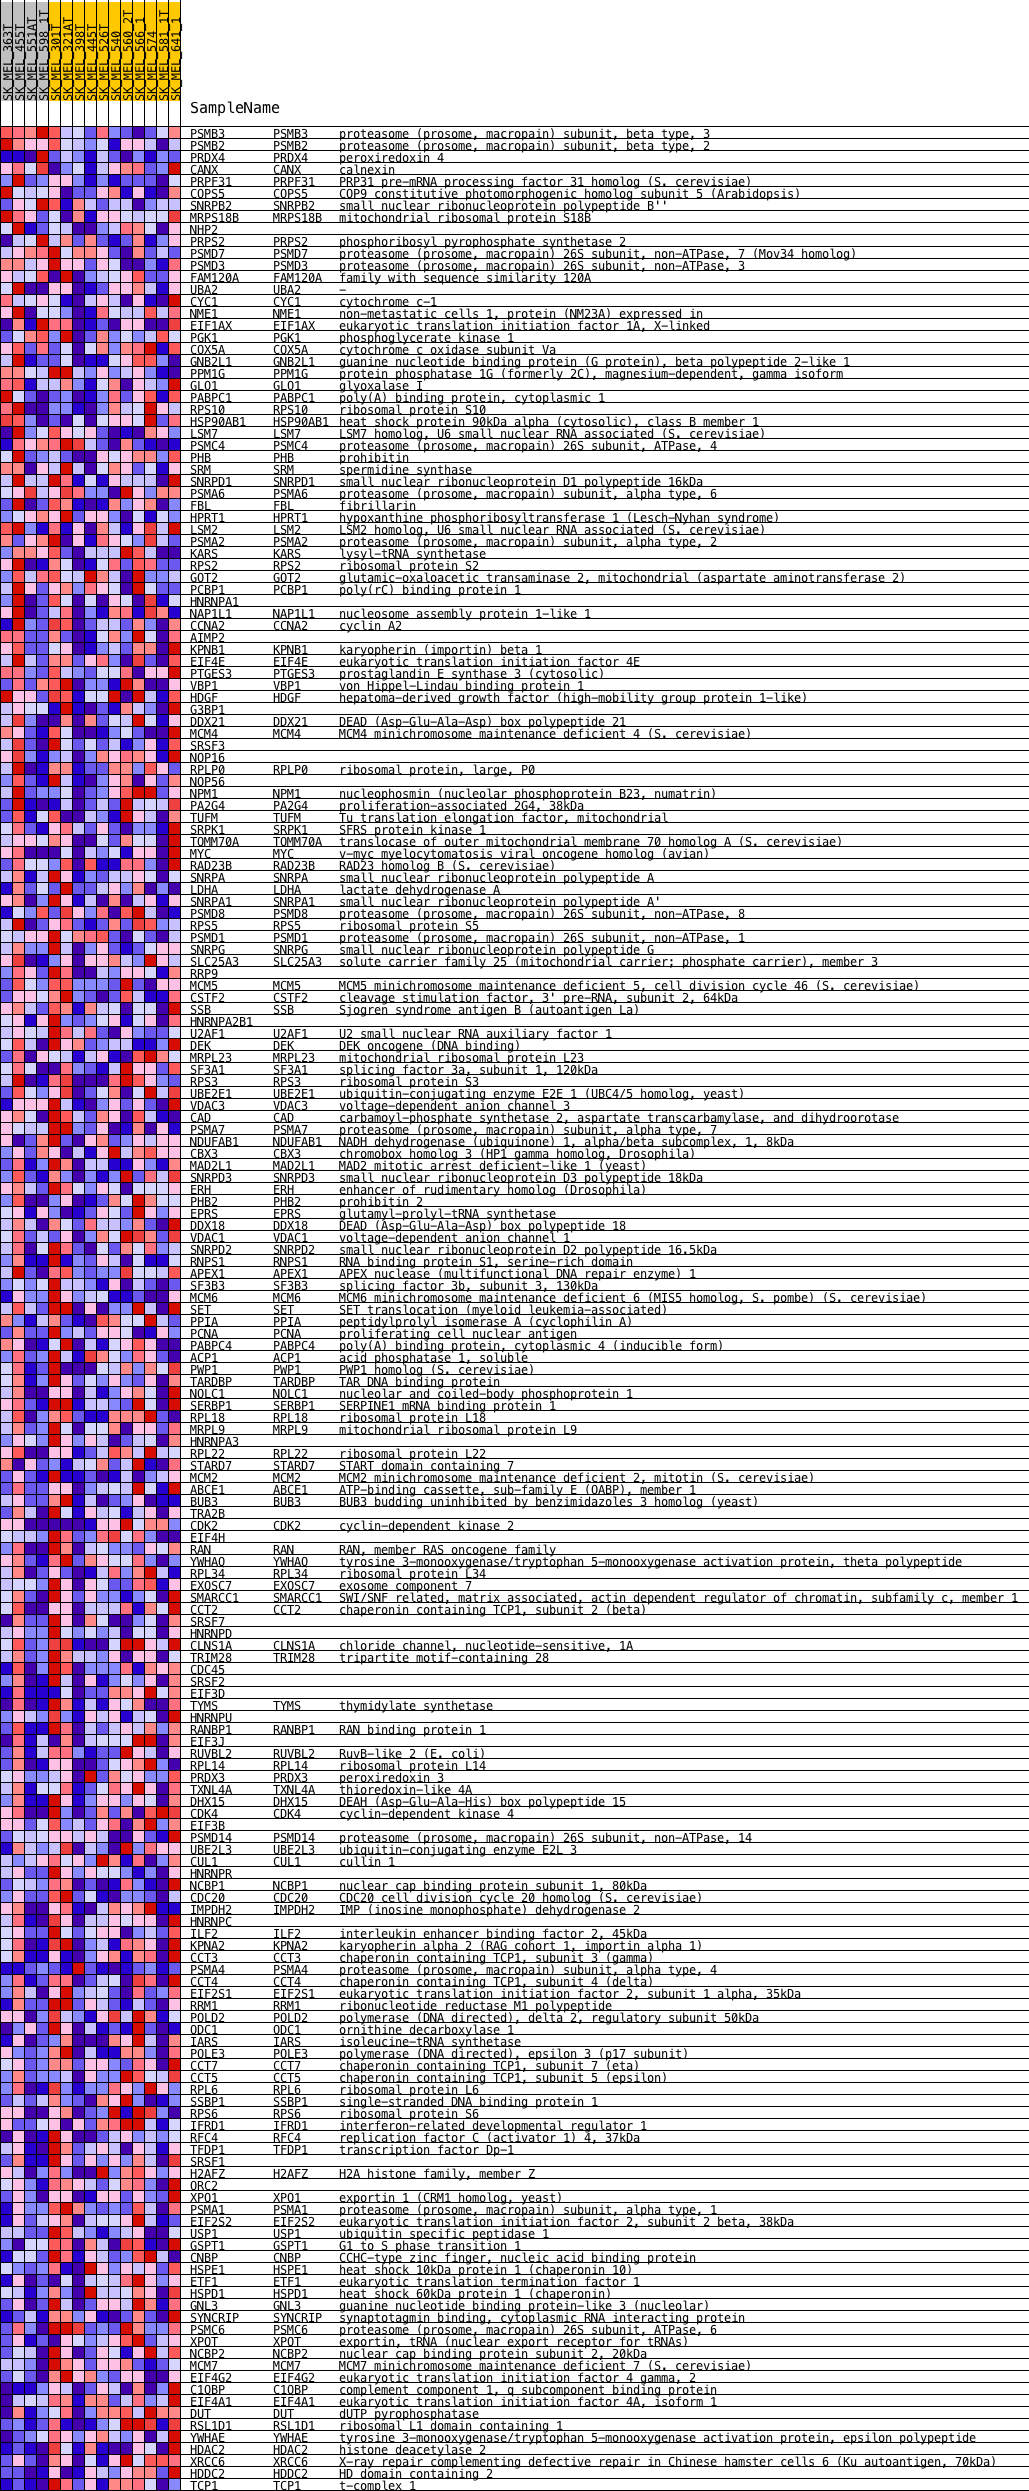 SK_MEL_363T
SK_MEL_455T
SK_MEL_551AT
SK_MEL_598_1T
SK_MEL_301T
SK_MEL_321AT
SK_MEL_398T
SK_MEL_445T
SK_MEL_526T
SK_MEL_540
SK_MEL_560_2T
SK_MEL_566_1
SK_MEL_574
SK_MEL_581_1T
SK_MEL_641_1
SampleName
PSMB3 PSMB3 proteasome (prosome, macropain) subunit, beta type, 3
PSMB2 PSMB2 proteasome (prosome, macropain) subunit, beta type, 2
PRDX4 PRDX4 peroxiredoxin 4
CANX CANX calnexin
PRPF31 PRPF31 PRP31 pre-mRNA processing factor 31 homolog (S. cerevisiae)
COPS5 COPS5 COP9 constitutive photomorphogenic homolog subunit 5 (Arabidopsis)
SNRPB2 SNRPB2 small nuclear ribonucleoprotein polypeptide B''
MRPS18B MRPS18B mitochondrial ribosomal protein S18B
NHP2
PRPS2 PRPS2 phosphoribosyl pyrophosphate synthetase 2
PSMD7 PSMD7 proteasome (prosome, macropain) 26S subunit, non-ATPase, 7 (Mov34 homolog)
PSMD3 PSMD3 proteasome (prosome, macropain) 26S subunit, non-ATPase, 3
FAM120A FAM120A family with sequence similarity 120A
UBA2 UBA2 -
CYC1 CYC1 cytochrome c-1
NME1 NME1 non-metastatic cells 1, protein (NM23A) expressed in
EIF1AX EIF1AX eukaryotic translation initiation factor 1A, X-linked
PGK1 PGK1 phosphoglycerate kinase 1
COX5A COX5A cytochrome c oxidase subunit Va
GNB2L1 GNB2L1 guanine nucleotide binding protein (G protein), beta polypeptide 2-like 1
PPM1G PPM1G protein phosphatase 1G (formerly 2C), magnesium-dependent, gamma isoform
GLO1 GLO1 glyoxalase I
PABPC1 PABPC1 poly(A) binding protein, cytoplasmic 1
RPS10 RPS10 ribosomal protein S10
HSP90AB1 HSP90AB1 heat shock protein 90kDa alpha (cytosolic), class B member 1
LSM7 LSM7 LSM7 homolog, U6 small nuclear RNA associated (S. cerevisiae)
PSMC4 PSMC4 proteasome (prosome, macropain) 26S subunit, ATPase, 4
PHB PHB prohibitin
SRM SRM spermidine synthase
SNRPD1 SNRPD1 small nuclear ribonucleoprotein D1 polypeptide 16kDa
PSMA6 PSMA6 proteasome (prosome, macropain) subunit, alpha type, 6
FBL FBL fibrillarin
HPRT1 HPRT1 hypoxanthine phosphoribosyltransferase 1 (Lesch-Nyhan syndrome)
LSM2 LSM2 LSM2 homolog, U6 small nuclear RNA associated (S. cerevisiae)
PSMA2 PSMA2 proteasome (prosome, macropain) subunit, alpha type, 2
KARS KARS lysyl-tRNA synthetase
RPS2 RPS2 ribosomal protein S2
GOT2 GOT2 glutamic-oxaloacetic transaminase 2, mitochondrial (aspartate aminotransferase 2)
PCBP1 PCBP1 poly(rC) binding protein 1
HNRNPA1
NAP1L1 NAP1L1 nucleosome assembly protein 1-like 1
CCNA2 CCNA2 cyclin A2
AIMP2
KPNB1 KPNB1 karyopherin (importin) beta 1
EIF4E EIF4E eukaryotic translation initiation factor 4E
PTGES3 PTGES3 prostaglandin E synthase 3 (cytosolic)
VBP1 VBP1 von Hippel-Lindau binding protein 1
HDGF HDGF hepatoma-derived growth factor (high-mobility group protein 1-like)
G3BP1
DDX21 DDX21 DEAD (Asp-Glu-Ala-Asp) box polypeptide 21
MCM4 MCM4 MCM4 minichromosome maintenance deficient 4 (S. cerevisiae)
SRSF3
NOP16
RPLP0 RPLP0 ribosomal protein, large, P0
NOP56
NPM1 NPM1 nucleophosmin (nucleolar phosphoprotein B23, numatrin)
PA2G4 PA2G4 proliferation-associated 2G4, 38kDa
TUFM TUFM Tu translation elongation factor, mitochondrial
SRPK1 SRPK1 SFRS protein kinase 1
TOMM70A TOMM70A translocase of outer mitochondrial membrane 70 homolog A (S. cerevisiae)
MYC MYC v-myc myelocytomatosis viral oncogene homolog (avian)
RAD23B RAD23B RAD23 homolog B (S. cerevisiae)
SNRPA SNRPA small nuclear ribonucleoprotein polypeptide A
LDHA LDHA lactate dehydrogenase A
SNRPA1 SNRPA1 small nuclear ribonucleoprotein polypeptide A'
PSMD8 PSMD8 proteasome (prosome, macropain) 26S subunit, non-ATPase, 8
RPS5 RPS5 ribosomal protein S5
PSMD1 PSMD1 proteasome (prosome, macropain) 26S subunit, non-ATPase, 1
SNRPG SNRPG small nuclear ribonucleoprotein polypeptide G
SLC25A3 SLC25A3 solute carrier family 25 (mitochondrial carrier; phosphate carrier), member 3
RRP9
MCM5 MCM5 MCM5 minichromosome maintenance deficient 5, cell division cycle 46 (S. cerevisiae)
CSTF2 CSTF2 cleavage stimulation factor, 3' pre-RNA, subunit 2, 64kDa
SSB SSB Sjogren syndrome antigen B (autoantigen La)
HNRNPA2B1
U2AF1 U2AF1 U2 small nuclear RNA auxiliary factor 1
DEK DEK DEK oncogene (DNA binding)
MRPL23 MRPL23 mitochondrial ribosomal protein L23
SF3A1 SF3A1 splicing factor 3a, subunit 1, 120kDa
RPS3 RPS3 ribosomal protein S3
UBE2E1 UBE2E1 ubiquitin-conjugating enzyme E2E 1 (UBC4/5 homolog, yeast)
VDAC3 VDAC3 voltage-dependent anion channel 3
CAD CAD carbamoyl-phosphate synthetase 2, aspartate transcarbamylase, and dihydroorotase
PSMA7 PSMA7 proteasome (prosome, macropain) subunit, alpha type, 7
NDUFAB1 NDUFAB1 NADH dehydrogenase (ubiquinone) 1, alpha/beta subcomplex, 1, 8kDa
CBX3 CBX3 chromobox homolog 3 (HP1 gamma homolog, Drosophila)
MAD2L1 MAD2L1 MAD2 mitotic arrest deficient-like 1 (yeast)
SNRPD3 SNRPD3 small nuclear ribonucleoprotein D3 polypeptide 18kDa
ERH ERH enhancer of rudimentary homolog (Drosophila)
PHB2 PHB2 prohibitin 2
EPRS EPRS glutamyl-prolyl-tRNA synthetase
DDX18 DDX18 DEAD (Asp-Glu-Ala-Asp) box polypeptide 18
VDAC1 VDAC1 voltage-dependent anion channel 1
SNRPD2 SNRPD2 small nuclear ribonucleoprotein D2 polypeptide 16.5kDa
RNPS1 RNPS1 RNA binding protein S1, serine-rich domain
APEX1 APEX1 APEX nuclease (multifunctional DNA repair enzyme) 1
SF3B3 SF3B3 splicing factor 3b, subunit 3, 130kDa
MCM6 MCM6 MCM6 minichromosome maintenance deficient 6 (MIS5 homolog, S. pombe) (S. cerevisiae)
SET SET SET translocation (myeloid leukemia-associated)
PPIA PPIA peptidylprolyl isomerase A (cyclophilin A)
PCNA PCNA proliferating cell nuclear antigen
PABPC4 PABPC4 poly(A) binding protein, cytoplasmic 4 (inducible form)
ACP1 ACP1 acid phosphatase 1, soluble
PWP1 PWP1 PWP1 homolog (S. cerevisiae)
TARDBP TARDBP TAR DNA binding protein
NOLC1 NOLC1 nucleolar and coiled-body phosphoprotein 1
SERBP1 SERBP1 SERPINE1 mRNA binding protein 1
RPL18 RPL18 ribosomal protein L18
MRPL9 MRPL9 mitochondrial ribosomal protein L9
HNRNPA3
RPL22 RPL22 ribosomal protein L22
STARD7 STARD7 START domain containing 7
MCM2 MCM2 MCM2 minichromosome maintenance deficient 2, mitotin (S. cerevisiae)
ABCE1 ABCE1 ATP-binding cassette, sub-family E (OABP), member 1
BUB3 BUB3 BUB3 budding uninhibited by benzimidazoles 3 homolog (yeast)
TRA2B
CDK2 CDK2 cyclin-dependent kinase 2
EIF4H
RAN RAN RAN, member RAS oncogene family
YWHAQ YWHAQ tyrosine 3-monooxygenase/tryptophan 5-monooxygenase activation protein, theta polypeptide
RPL34 RPL34 ribosomal protein L34
EXOSC7 EXOSC7 exosome component 7
SMARCC1 SMARCC1 SWI/SNF related, matrix associated, actin dependent regulator of chromatin, subfamily c, member 1
CCT2 CCT2 chaperonin containing TCP1, subunit 2 (beta)
SRSF7
HNRNPD
CLNS1A CLNS1A chloride channel, nucleotide-sensitive, 1A
TRIM28 TRIM28 tripartite motif-containing 28
CDC45
SRSF2
EIF3D
TYMS TYMS thymidylate synthetase
HNRNPU
RANBP1 RANBP1 RAN binding protein 1
EIF3J
RUVBL2 RUVBL2 RuvB-like 2 (E. coli)
RPL14 RPL14 ribosomal protein L14
PRDX3 PRDX3 peroxiredoxin 3
TXNL4A TXNL4A thioredoxin-like 4A
DHX15 DHX15 DEAH (Asp-Glu-Ala-His) box polypeptide 15
CDK4 CDK4 cyclin-dependent kinase 4
EIF3B
PSMD14 PSMD14 proteasome (prosome, macropain) 26S subunit, non-ATPase, 14
UBE2L3 UBE2L3 ubiquitin-conjugating enzyme E2L 3
CUL1 CUL1 cullin 1
HNRNPR
NCBP1 NCBP1 nuclear cap binding protein subunit 1, 80kDa
CDC20 CDC20 CDC20 cell division cycle 20 homolog (S. cerevisiae)
IMPDH2 IMPDH2 IMP (inosine monophosphate) dehydrogenase 2
HNRNPC
ILF2 ILF2 interleukin enhancer binding factor 2, 45kDa
KPNA2 KPNA2 karyopherin alpha 2 (RAG cohort 1, importin alpha 1)
CCT3 CCT3 chaperonin containing TCP1, subunit 3 (gamma)
PSMA4 PSMA4 proteasome (prosome, macropain) subunit, alpha type, 4
CCT4 CCT4 chaperonin containing TCP1, subunit 4 (delta)
EIF2S1 EIF2S1 eukaryotic translation initiation factor 2, subunit 1 alpha, 35kDa
RRM1 RRM1 ribonucleotide reductase M1 polypeptide
POLD2 POLD2 polymerase (DNA directed), delta 2, regulatory subunit 50kDa
ODC1 ODC1 ornithine decarboxylase 1
IARS IARS isoleucine-tRNA synthetase
POLE3 POLE3 polymerase (DNA directed), epsilon 3 (p17 subunit)
CCT7 CCT7 chaperonin containing TCP1, subunit 7 (eta)
CCT5 CCT5 chaperonin containing TCP1, subunit 5 (epsilon)
RPL6 RPL6 ribosomal protein L6
SSBP1 SSBP1 single-stranded DNA binding protein 1
RPS6 RPS6 ribosomal protein S6
IFRD1 IFRD1 interferon-related developmental regulator 1
RFC4 RFC4 replication factor C (activator 1) 4, 37kDa
TFDP1 TFDP1 transcription factor Dp-1
SRSF1
H2AFZ H2AFZ H2A histone family, member Z
ORC2
XPO1 XPO1 exportin 1 (CRM1 homolog, yeast)
PSMA1 PSMA1 proteasome (prosome, macropain) subunit, alpha type, 1
EIF2S2 EIF2S2 eukaryotic translation initiation factor 2, subunit 2 beta, 38kDa
USP1 USP1 ubiquitin specific peptidase 1
GSPT1 GSPT1 G1 to S phase transition 1
CNBP CNBP CCHC-type zinc finger, nucleic acid binding protein
HSPE1 HSPE1 heat shock 10kDa protein 1 (chaperonin 10)
ETF1 ETF1 eukaryotic translation termination factor 1
HSPD1 HSPD1 heat shock 60kDa protein 1 (chaperonin)
GNL3 GNL3 guanine nucleotide binding protein-like 3 (nucleolar)
SYNCRIP SYNCRIP synaptotagmin binding, cytoplasmic RNA interacting protein
PSMC6 PSMC6 proteasome (prosome, macropain) 26S subunit, ATPase, 6
XPOT XPOT exportin, tRNA (nuclear export receptor for tRNAs)
NCBP2 NCBP2 nuclear cap binding protein subunit 2, 20kDa
MCM7 MCM7 MCM7 minichromosome maintenance deficient 7 (S. cerevisiae)
EIF4G2 EIF4G2 eukaryotic translation initiation factor 4 gamma, 2
C1QBP C1QBP complement component 1, q subcomponent binding protein
EIF4A1 EIF4A1 eukaryotic translation initiation factor 4A, isoform 1
DUT DUT dUTP pyrophosphatase
RSL1D1 RSL1D1 ribosomal L1 domain containing 1
YWHAE YWHAE tyrosine 3-monooxygenase/tryptophan 5-monooxygenase activation protein, epsilon polypeptide
HDAC2 HDAC2 histone deacetylase 2
XRCC6 XRCC6 X-ray repair complementing defective repair in Chinese hamster cells 6 (Ku autoantigen, 70kDa)
HDDC2 HDDC2 HD domain containing 2
TCP1 TCP1 t-complex 1